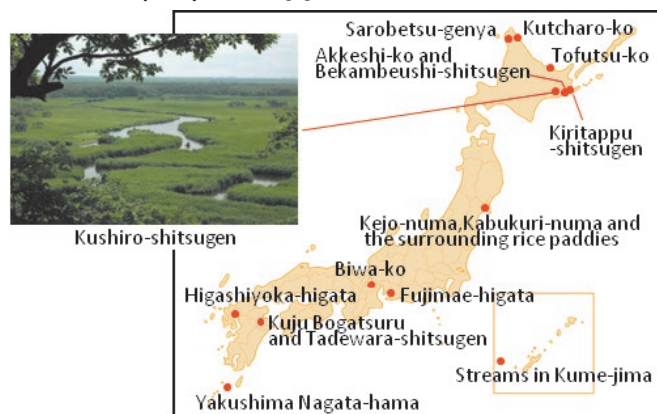 Sarobetsu-genya
Kutcharo-ko
Akkeshi-ko and
Bekambeushi-shitsugen
Tofutsu-ko
Kiritappu
-shitsugen
Kushiro-shitsugen
Kejo-numa,Kabukuri-numa and
the surrounding rice paddies
Biwa-ko
Higashiyoka-higata
Fujimae-higata
Kuju Bogatsuru
and Tadewara-shitsugen
Streams in Kume-jima
Yakushima Nagata-hama